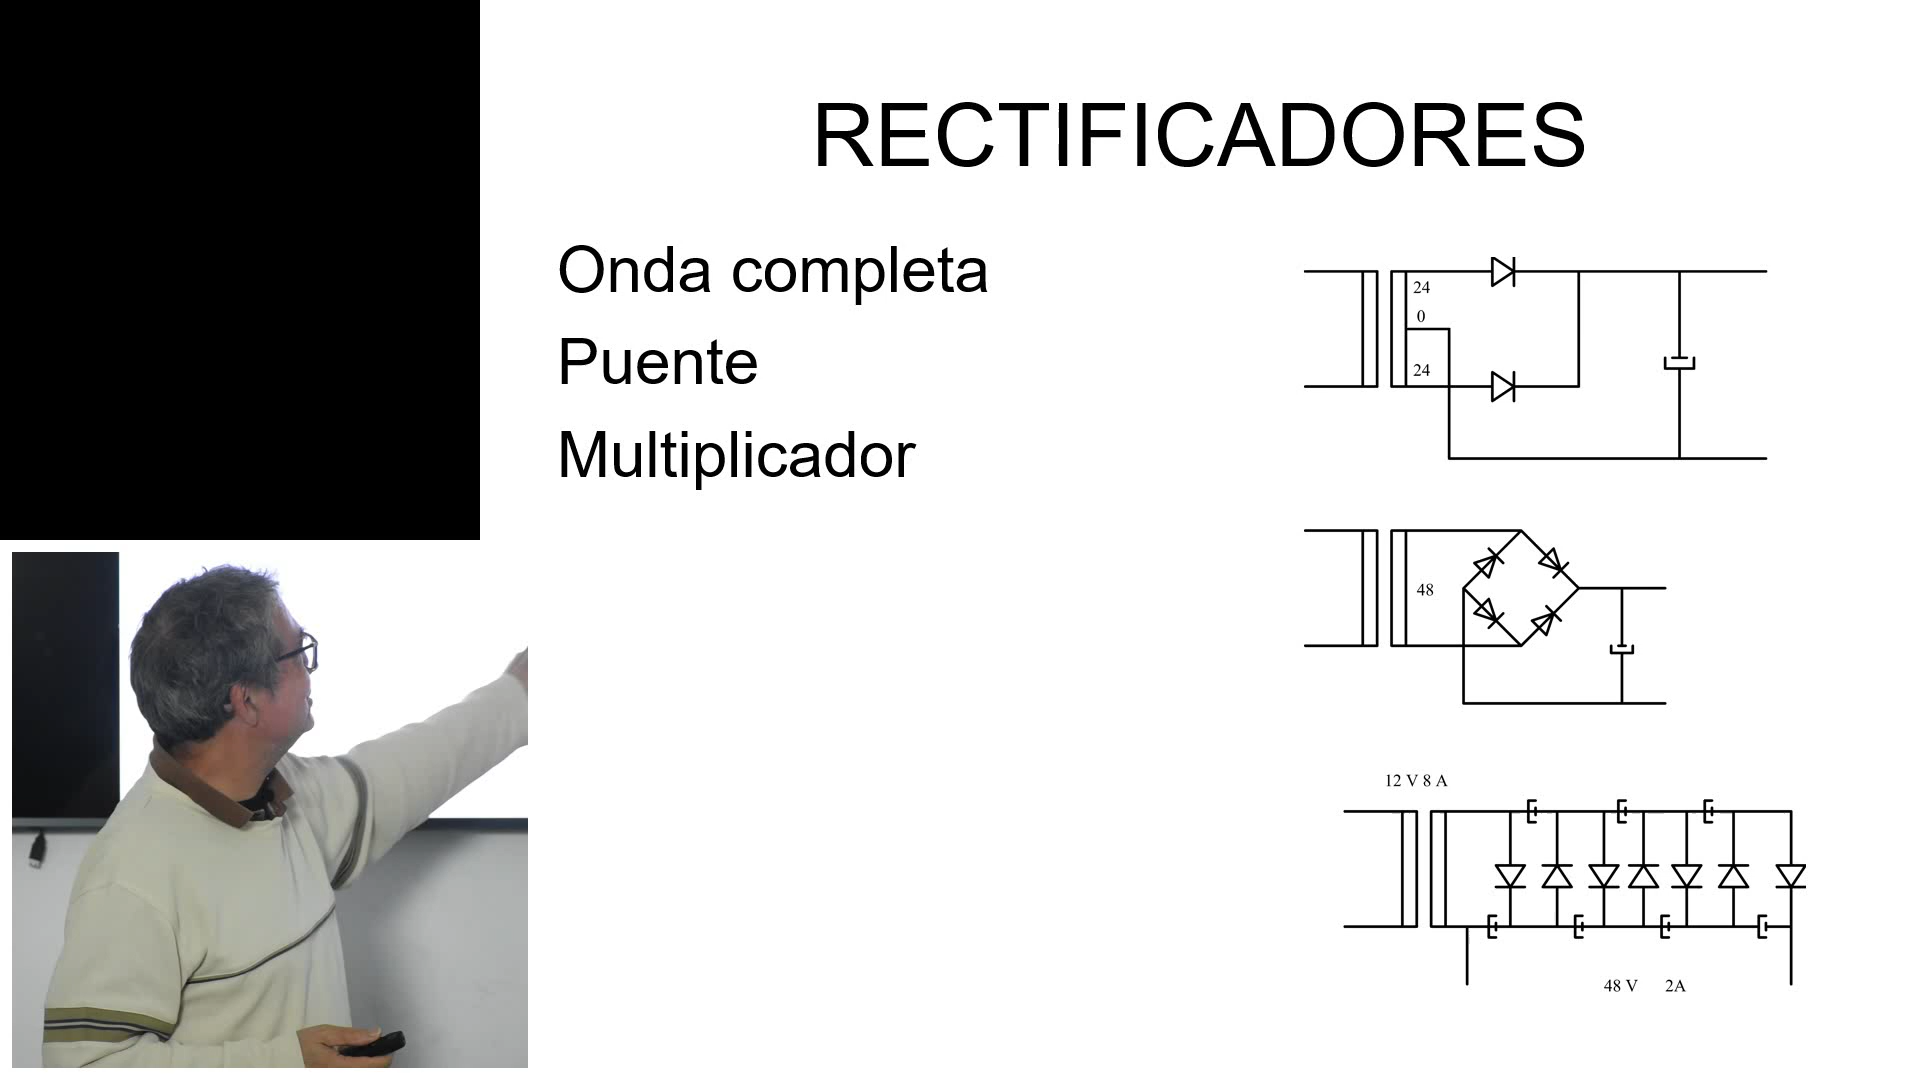 RECTIFICADORES
Onda completa
Puente
Multiplicador
24
0
24
48
12 V 8 A
48 V 2A